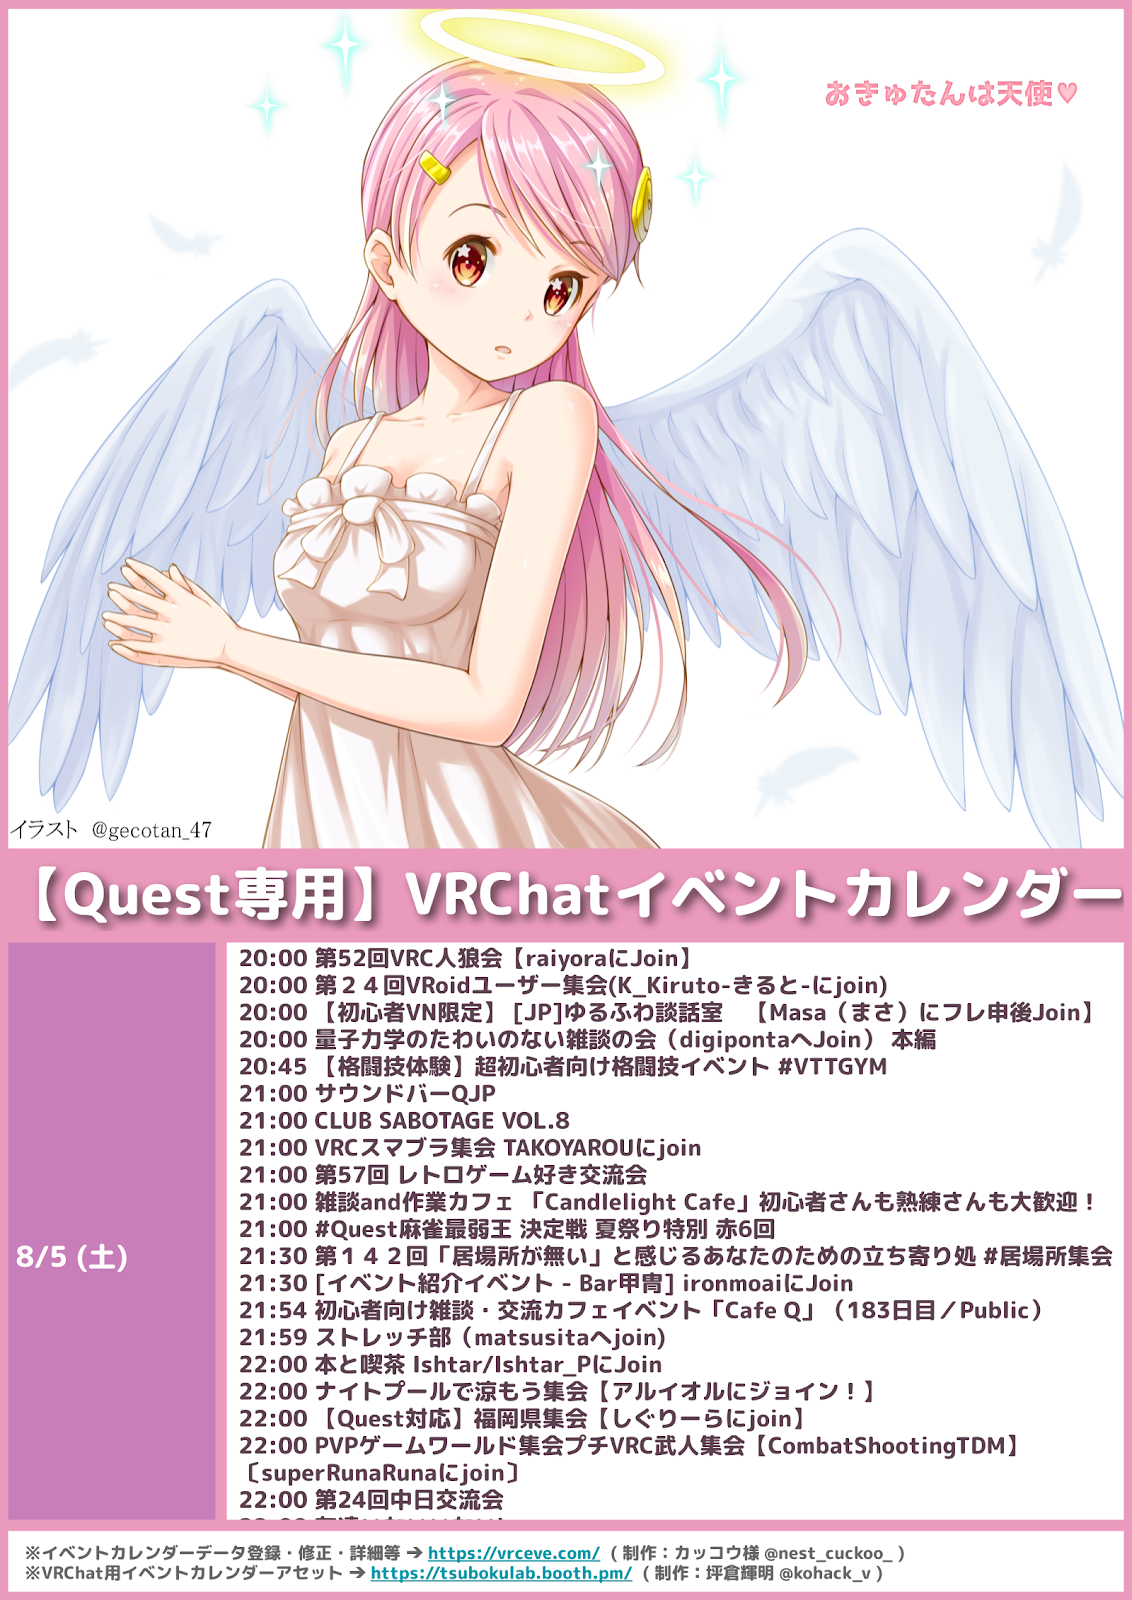 おきゅたんは天使♥
イラスト @gecotan_47
【Quest専用】VRChatイベントカレンダー
8/5 (土)
20:00 第52回VRC人狼会【raiyoraにJoin】
20:00 第２４回VRoidユーザー集会(K_Kiruto-きると-にjoin)
20:00 【初心者VN限定】 [JP]ゆるふわ談話室　【Masa（まさ）にフレ申後Join】
20:00 量子力学のたわいのない雑談の会（digipontaへJoin） 本編
20:45 【格闘技体験】超初心者向け格闘技イベント #VTTGYM
21:00 サウンドバーQJP
21:00 CLUB SABOTAGE VOL.8
21:00 VRCスマブラ集会 TAKOYAROUにjoin
21:00 第57回 レトロゲーム好き交流会
21:00 雑談and作業カフェ 「Candlelight Cafe」初心者さんも熟練さんも大歓迎！
21:00 #Quest麻雀最弱王 決定戦 夏祭り特別 赤6回
21:30 第１４２回「居場所が無い」と感じるあなたのための立ち寄り処 #居場所集会
21:30 [イベント紹介イベント - Bar甲冑] ironmoaiにJoin
21:54 初心者向け雑談・交流カフェイベント「Cafe Q」（183日目／Public）
21:59 ストレッチ部（matsusitaへjoin)
22:00 本と喫茶 Ishtar/Ishtar_PにJoin
22:00 ナイトプールで涼もう集会【アルイオルにジョイン！】
22:00 【Quest対応】福岡県集会【しぐりーらにjoin】
22:00 PVPゲームワールド集会プチVRC武人集会【CombatShootingTDM】
〔superRunaRunaにjoin〕
22:00 第24回中日交流会
※イベントカレンダーデータ登録・修正・詳細等 ➔ https://vrceve.com/ ( 制作：カッコウ様 @nest_cuckoo_ )
※VRChat用イベントカレンダーアセット ➔ https://tsubokulab.booth.pm/ ( 制作：坪倉輝明 @kohack_v )